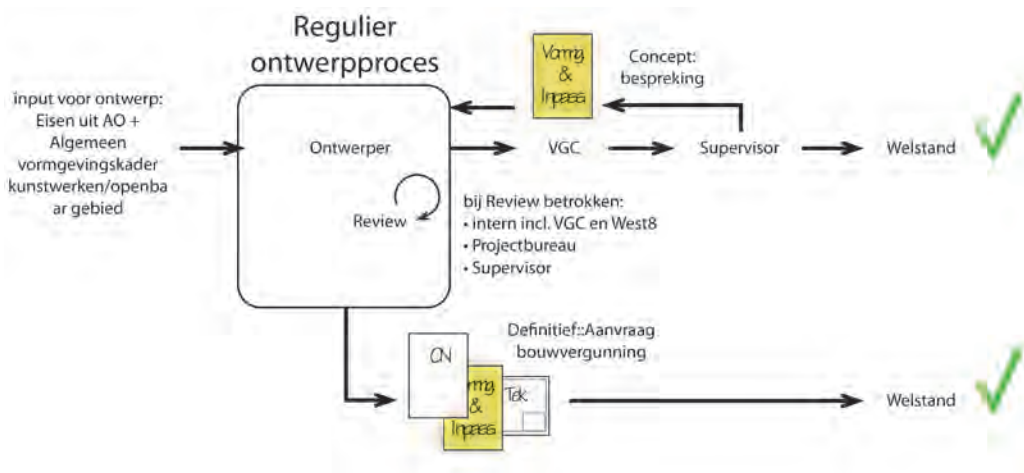 Regulier
ontwerpproces
input voor ontwerp:
Eisen uit AO +
Algemeen
vormgevingskader
kunstwerken/openba
ar gebied
Ontwerper
Review
Vormg
&
Inpass
Concept:
bespreking
VGC
Supervisor
Welstand
bij Review betrokken:
• intern incl. VGC en West8
• Projectbureau
• Supervisor
Definitief::Aanvraag
bouwvergunning
ON
&
Inpass
Tek
Welstand